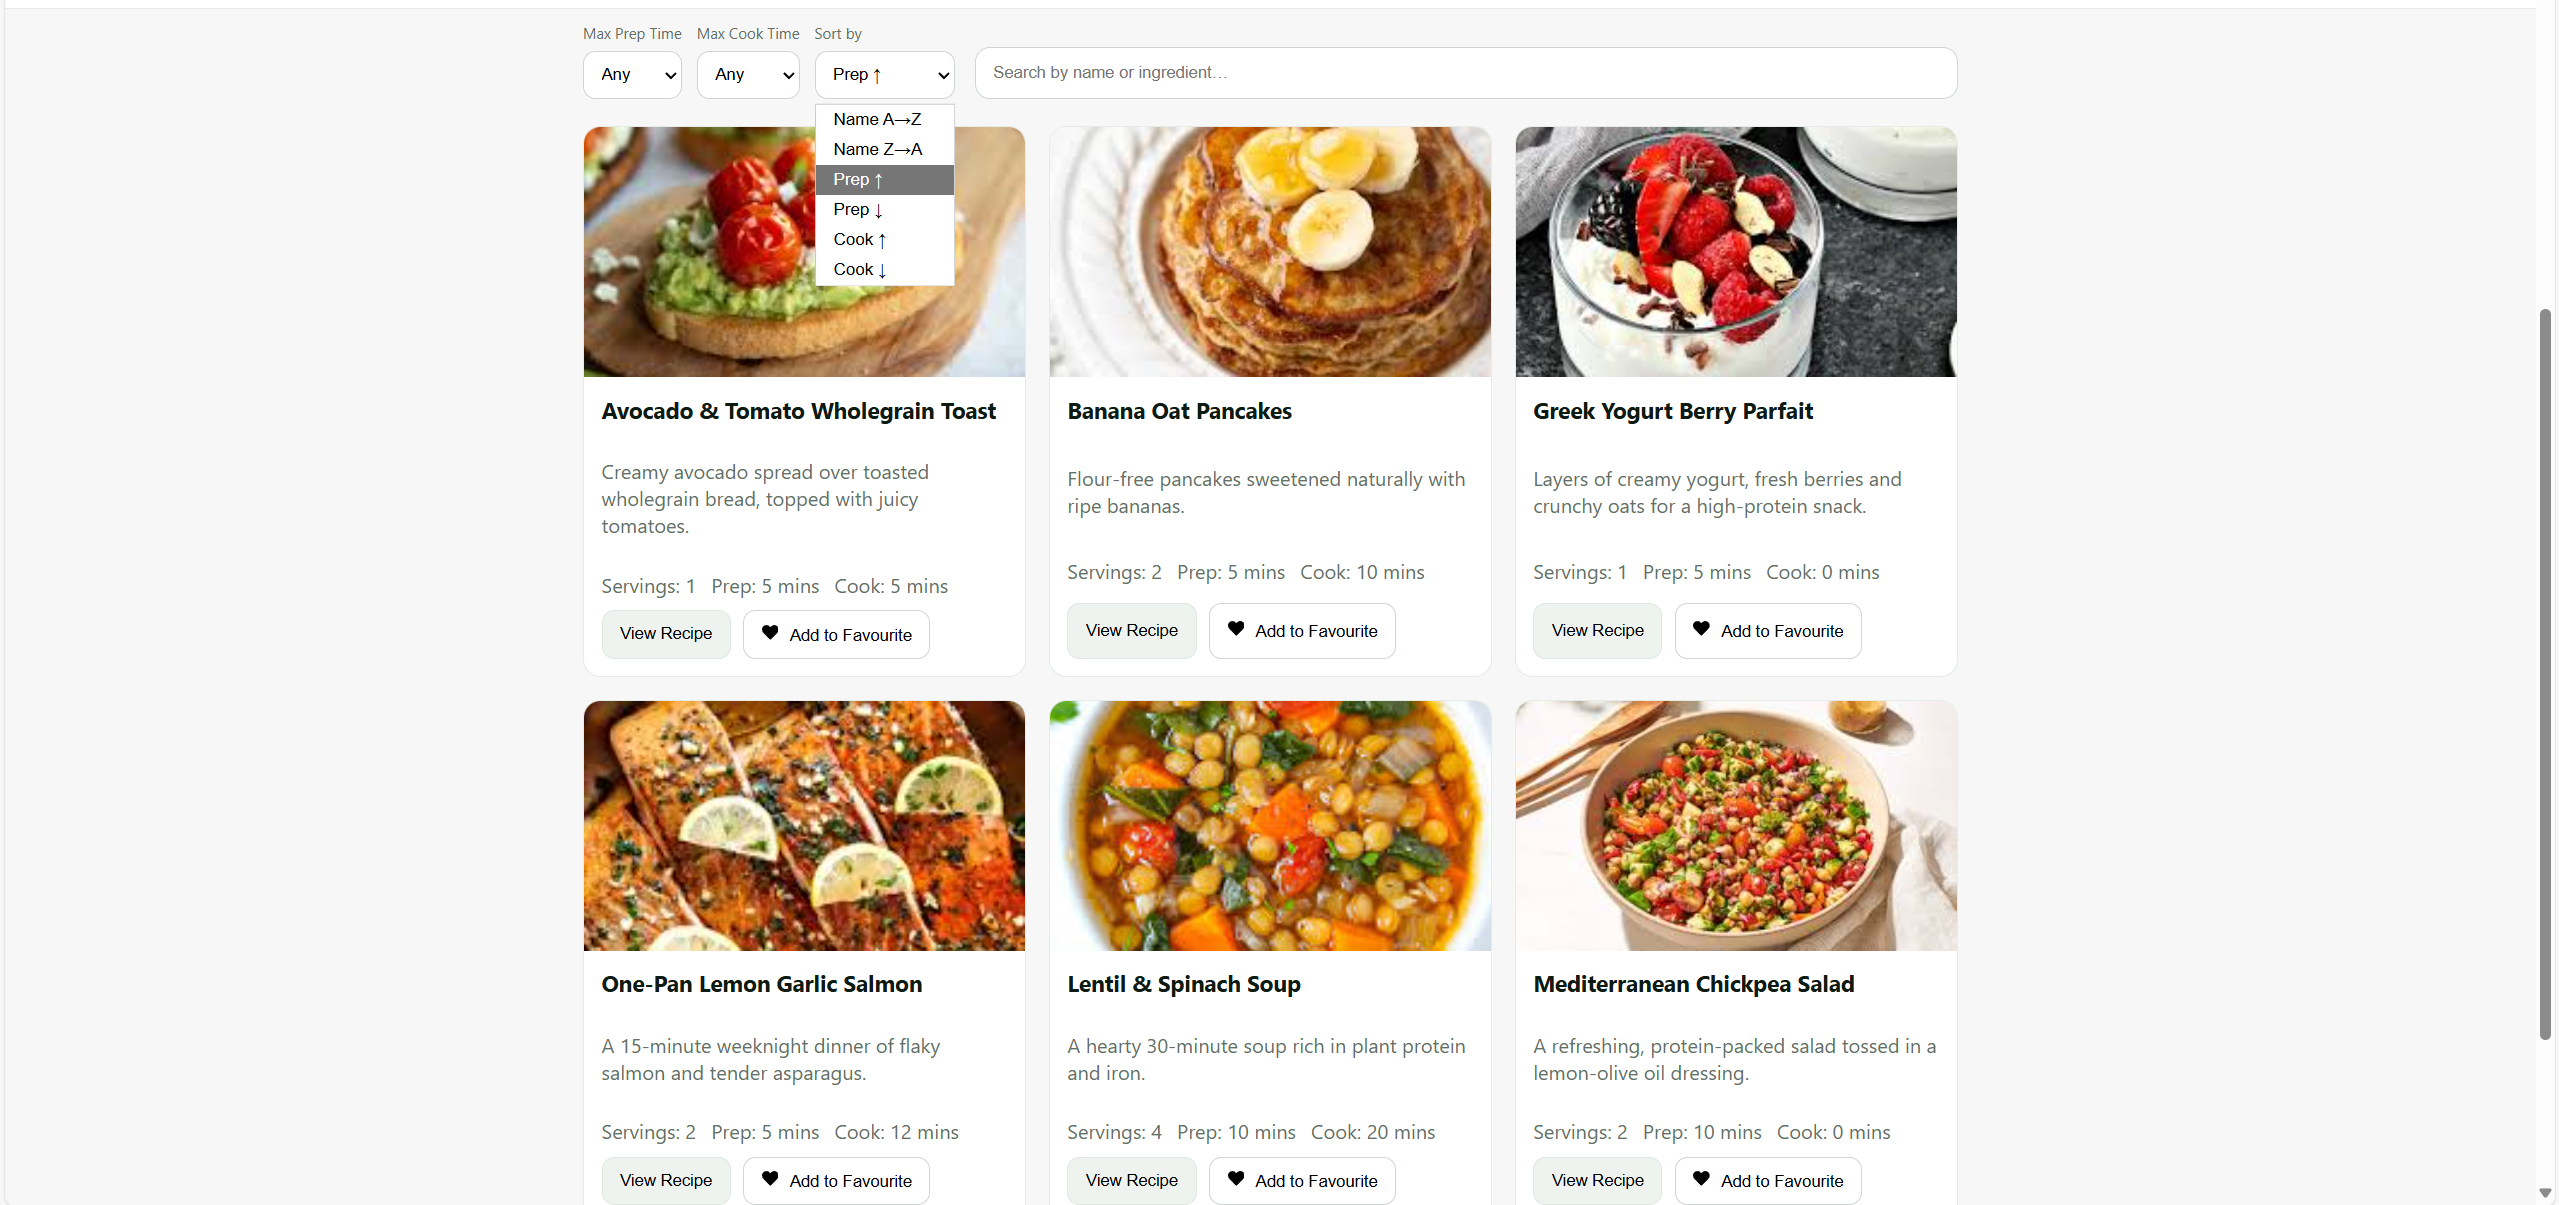 Max Prep Time Max Cook Time Sort by
Any Any Prep ↑ Search by name or ingredient…
Name A→Z
Name Z→A
Prep ↑
Prep ↓
Cook ↑
Cook ↓
Avocado & Tomato Wholegrain Toast
Creamy avocado spread over toasted
wholegrain bread, topped with juicy
tomatoes.
Servings: 1 Prep: 5 mins Cook: 5 mins
View Recipe ♥ Add to Favourite
Banana Oat Pancakes
Flour-free pancakes sweetened naturally with
ripe bananas.
Servings: 2 Prep: 5 mins Cook: 10 mins
View Recipe ♥ Add to Favourite
Greek Yogurt Berry Parfait
Layers of creamy yogurt, fresh berries and
crunchy oats for a high-protein snack.
Servings: 1 Prep: 5 mins Cook: 0 mins
View Recipe ♥ Add to Favourite
One-Pan Lemon Garlic Salmon
A 15-minute weeknight dinner of flaky
salmon and tender asparagus.
Servings: 2 Prep: 5 mins Cook: 12 mins
View Recipe ♥ Add to Favourite
Lentil & Spinach Soup
A hearty 30-minute soup rich in plant protein
and iron.
Servings: 4 Prep: 10 mins Cook: 20 mins
View Recipe ♥ Add to Favourite
Mediterranean Chickpea Salad
A refreshing, protein-packed salad tossed in a
lemon-olive oil dressing.
Servings: 2 Prep: 10 mins Cook: 0 mins
View Recipe ♥ Add to Favourite